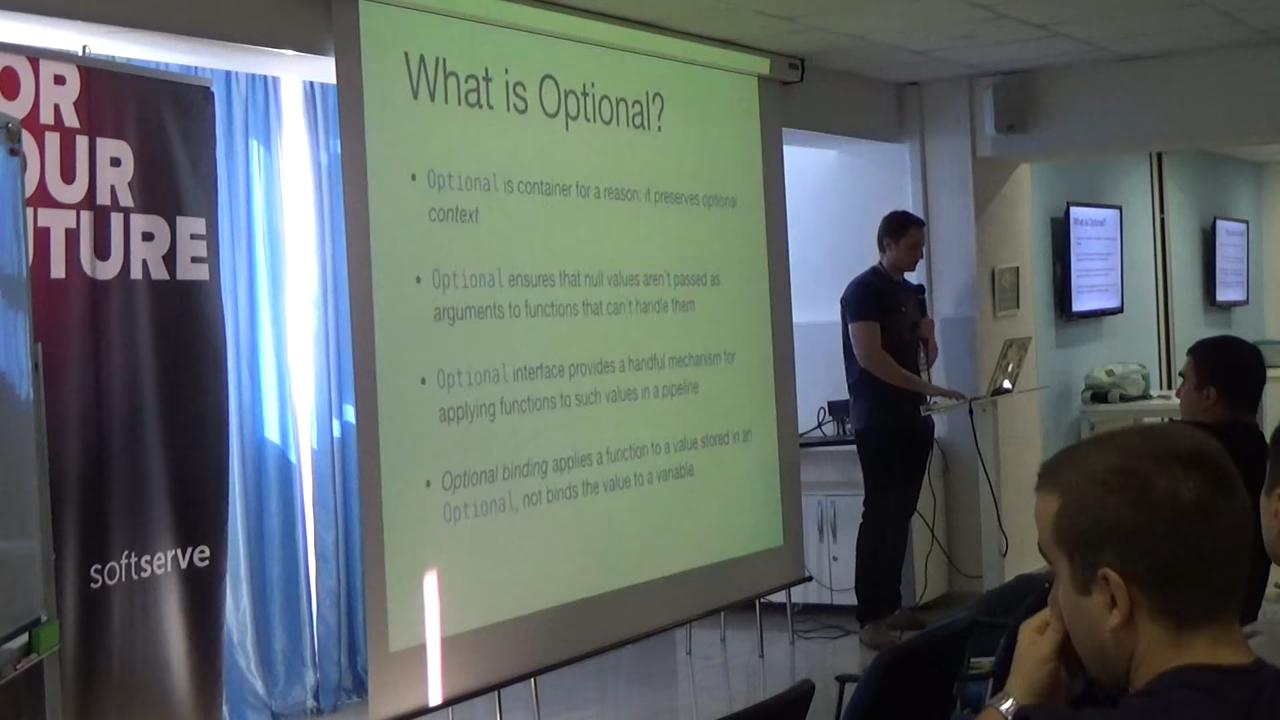 OR
OUR
UTURE
softserve
What is Optional?
• Optional is container for a reason: it preserves optional
context
• Optional ensures that null values aren't passed as
arguments to functions that can't handle them
• Optional interface provides a handful mechanism for
applying functions to such values in a pipeline
• Optional binding applies a function to a value stored in an
Optional, not binds the value to a variable
What is Optional?